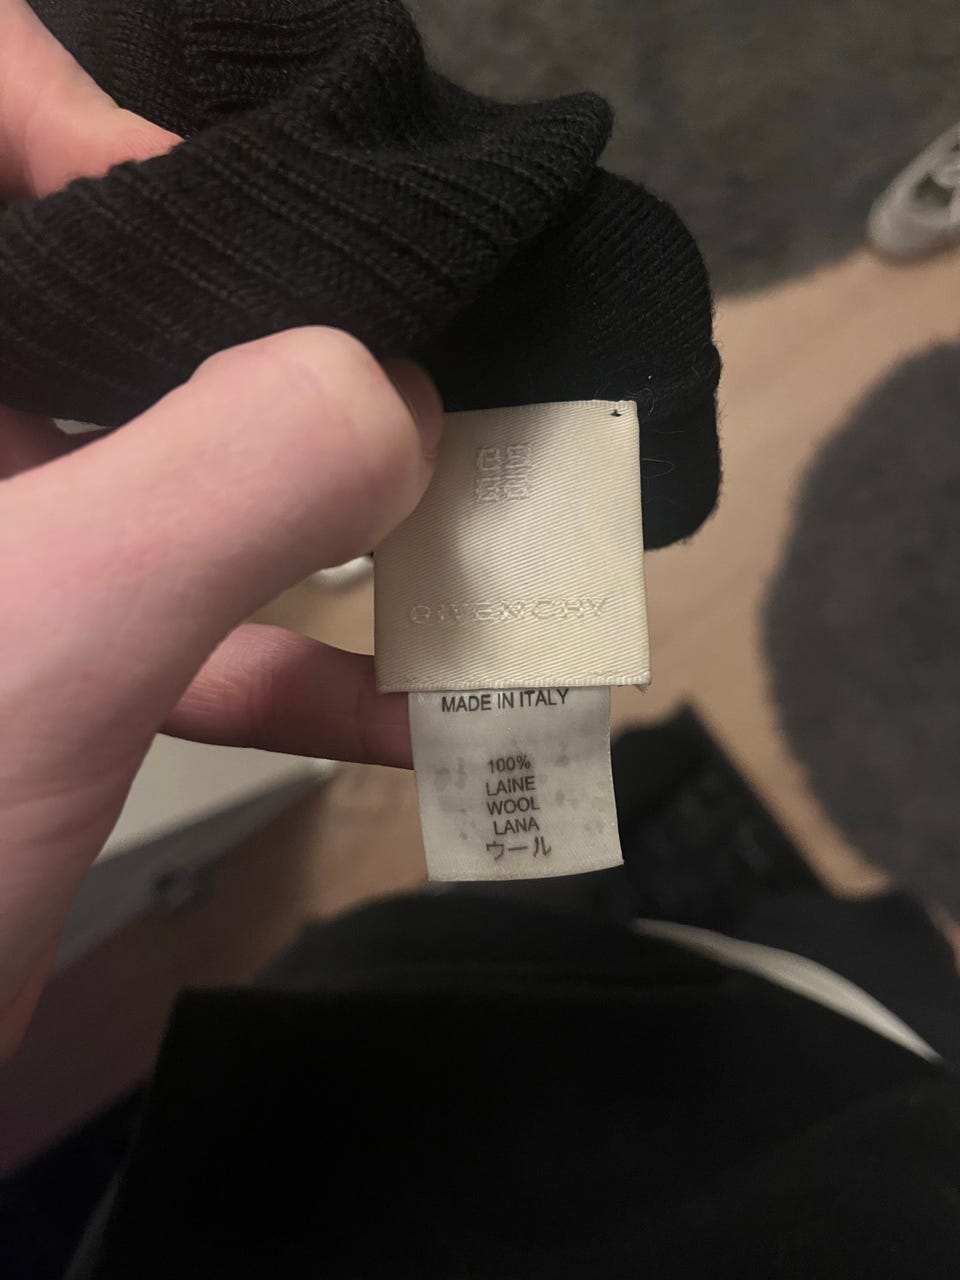 GIVENCHY
MADE IN ITALY
100%
LAINE
WOOL
LANA
ウール